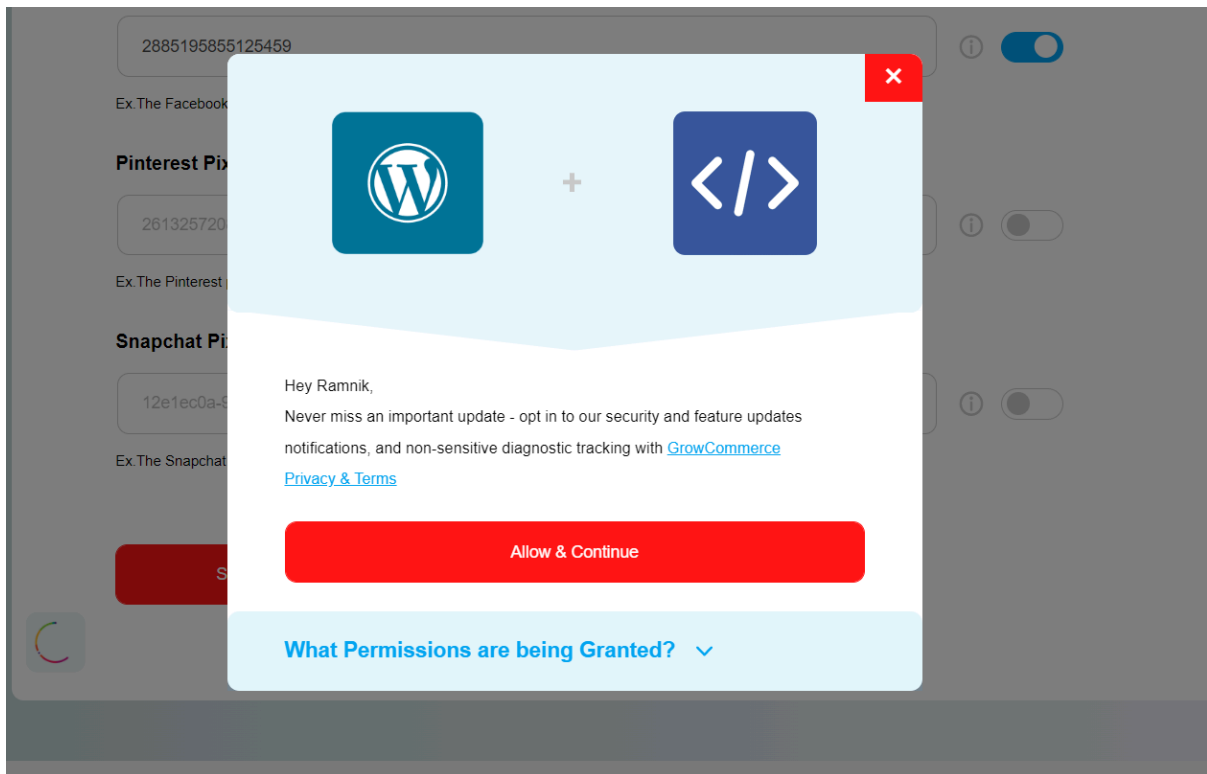 2885195855125459
Ex.The Facebook
Pinterest Pix
261325720
Ex.The Pinterest
Snapchat Pi
12e1ec0a-
Ex.The Snapchat
Hey Ramnik,
Never miss an important update - opt in to our security and feature updates
notifications, and non-sensitive diagnostic tracking with GrowCommerce
Privacy & Terms
Allow & Continue
What Permissions are being Granted?